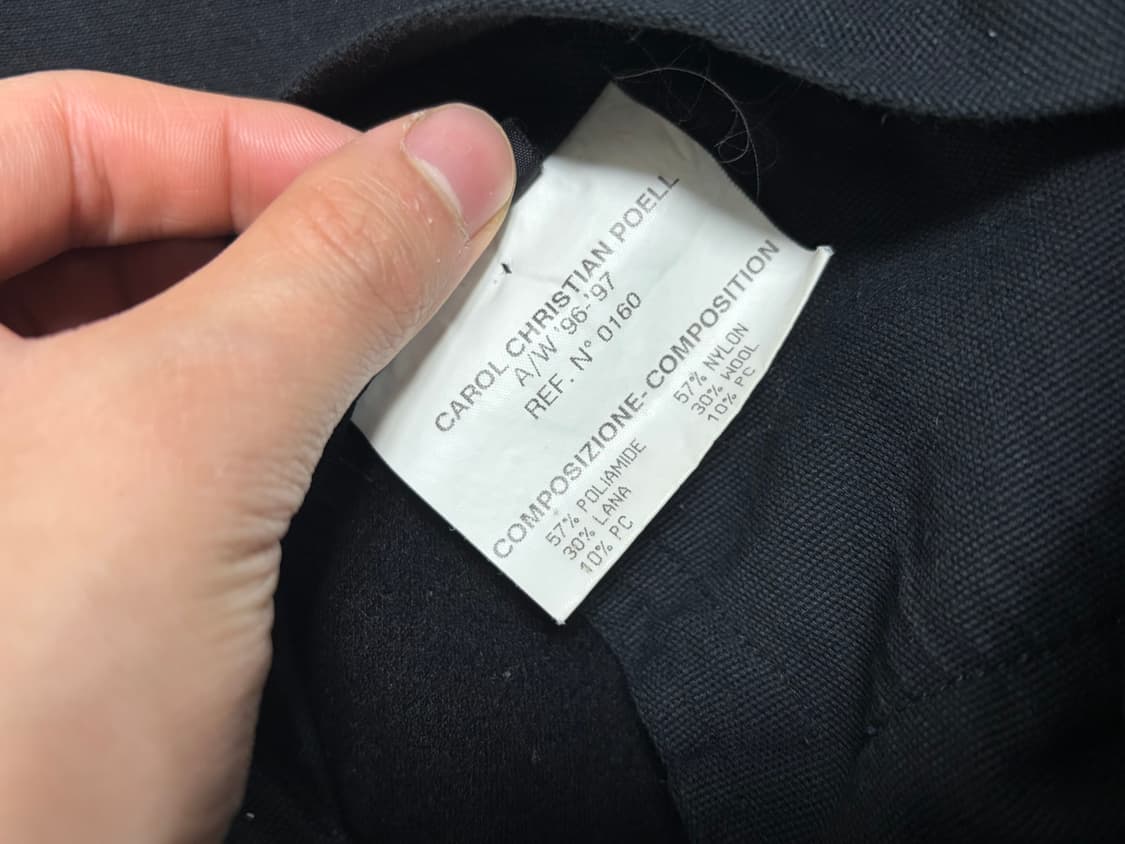 CAROL CHRISTIAN POELL
A/W '96-'97
REF. N° 0160
COMPOSIZIONE- COMPOSITION
57% POLIAMIDE
30% LANA
10% PC
57% NYLON
30% WOOL
10% PC